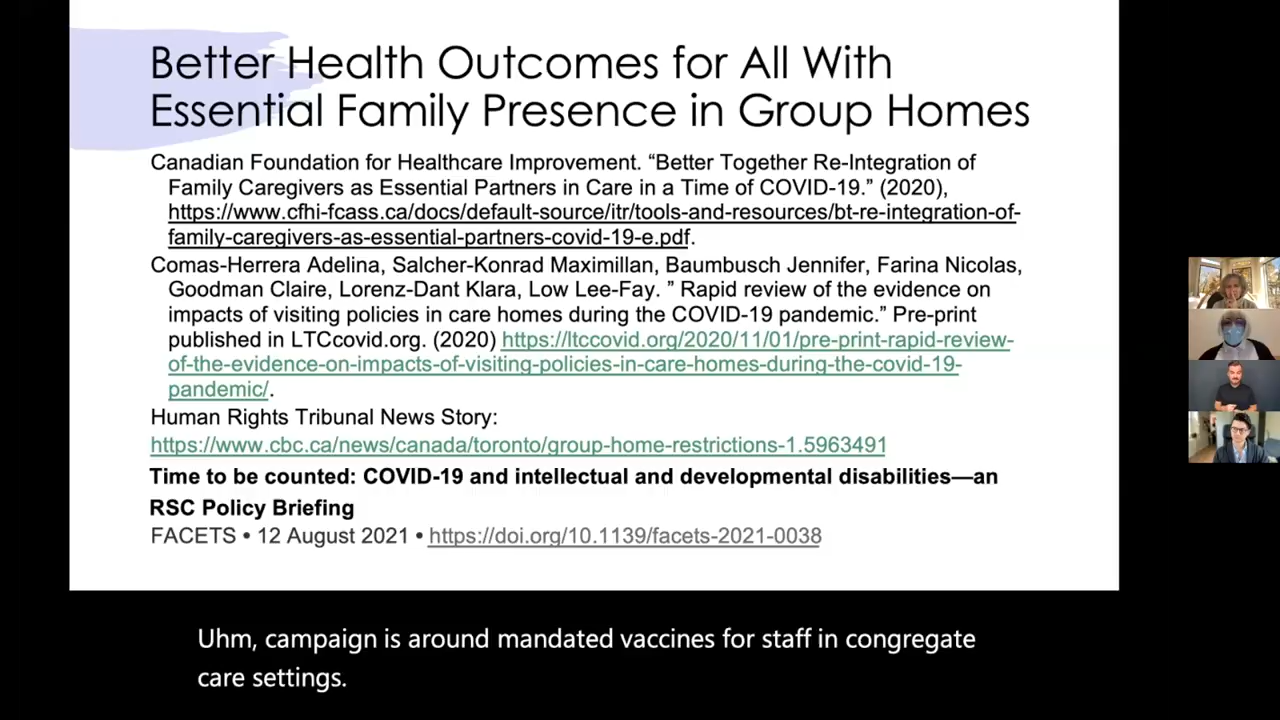 Better Health Outcomes for All With
Essential Family Presence in Group Homes
Canadian Foundation for Healthcare Improvement. “Better Together Re-Integration of
Family Caregivers as Essential Partners in Care in a Time of COVID-19.” (2020),
https://www.cfhi-fcass.ca/docs/default-source/itr/tools-and-resources/bt-re-integration-of-
family-caregivers-as-essential-partners-covid-19-e.pdf.
Comas-Herrera Adelina, Salcher-Konrad Maximillan, Baumbusch Jennifer, Farina Nicolas,
Goodman Claire, Lorenz-Dant Klara, Low Lee-Fay. ” Rapid review of the evidence on
impacts of visiting policies in care homes during the COVID-19 pandemic.” Pre-print
published in LTCcovid.org. (2020) https://ltccovid.org/2020/11/01/pre-print-rapid-review-
of-the-evidence-on-impacts-of-visiting-policies-in-care-homes-during-the-covid-19-
pandemic/.
Human Rights Tribunal News Story:
https://www.cbc.ca/news/canada/toronto/group-home-restrictions-1.5963491
Time to be counted: COVID-19 and intellectual and developmental disabilities—an
RSC Policy Briefing
FACETS • 12 August 2021 • https://doi.org/10.1139/facets-2021-0038
Uhm, campaign is around mandated vaccines for staff in congregate
care settings.